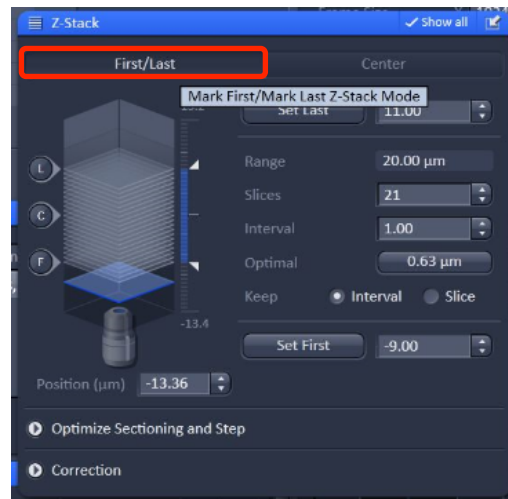 Z-Stack
Show all
First/Last
Center
Mark First/Mark Last Z-Stack Mode
Set Last
11.00
L
Range
20.00 µm
Slices
21
C
Interval
1.00
F
Optimal
0.63 µm
Keep
Interval
Slice
-13.4
Set First
-9.00
Position (µm)
-13.36
Optimize Sectioning and Step
Correction